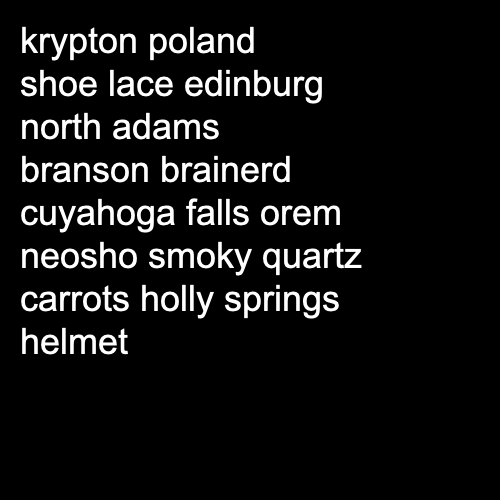 krypton poland
shoe lace edinburg
north adams
branson brainerd
cuyahoga falls orem
neosho smoky quartz
carrots holly springs
helmet